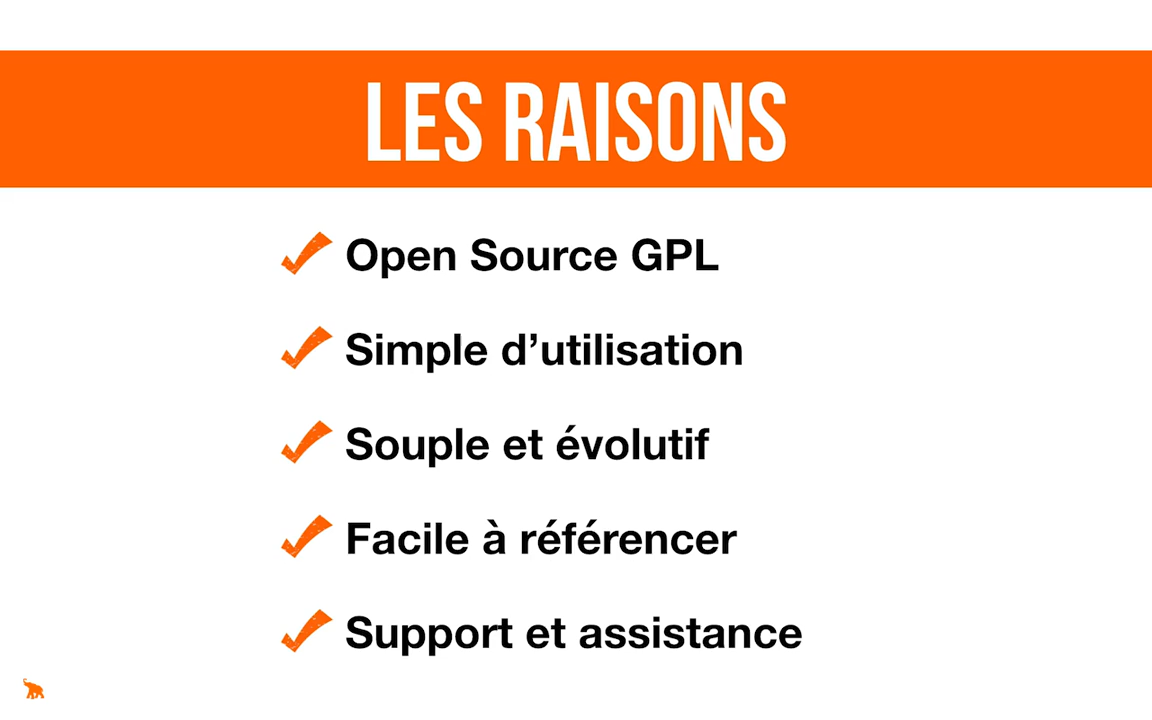 LES RAISONS
Open Source GPL
Simple d’utilisation
Souple et évolutif
Facile à référencer
Support et assistance